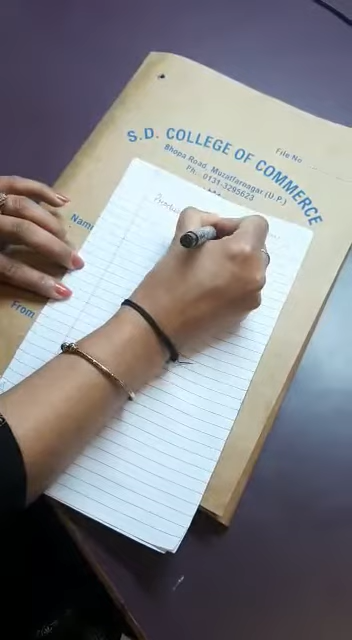 File No
S.D. COLLEGE OF COMMERCE
Bhopa Road, Muzaffarnagar (U.P.)
Ph. : 0131-3295623
Name
From